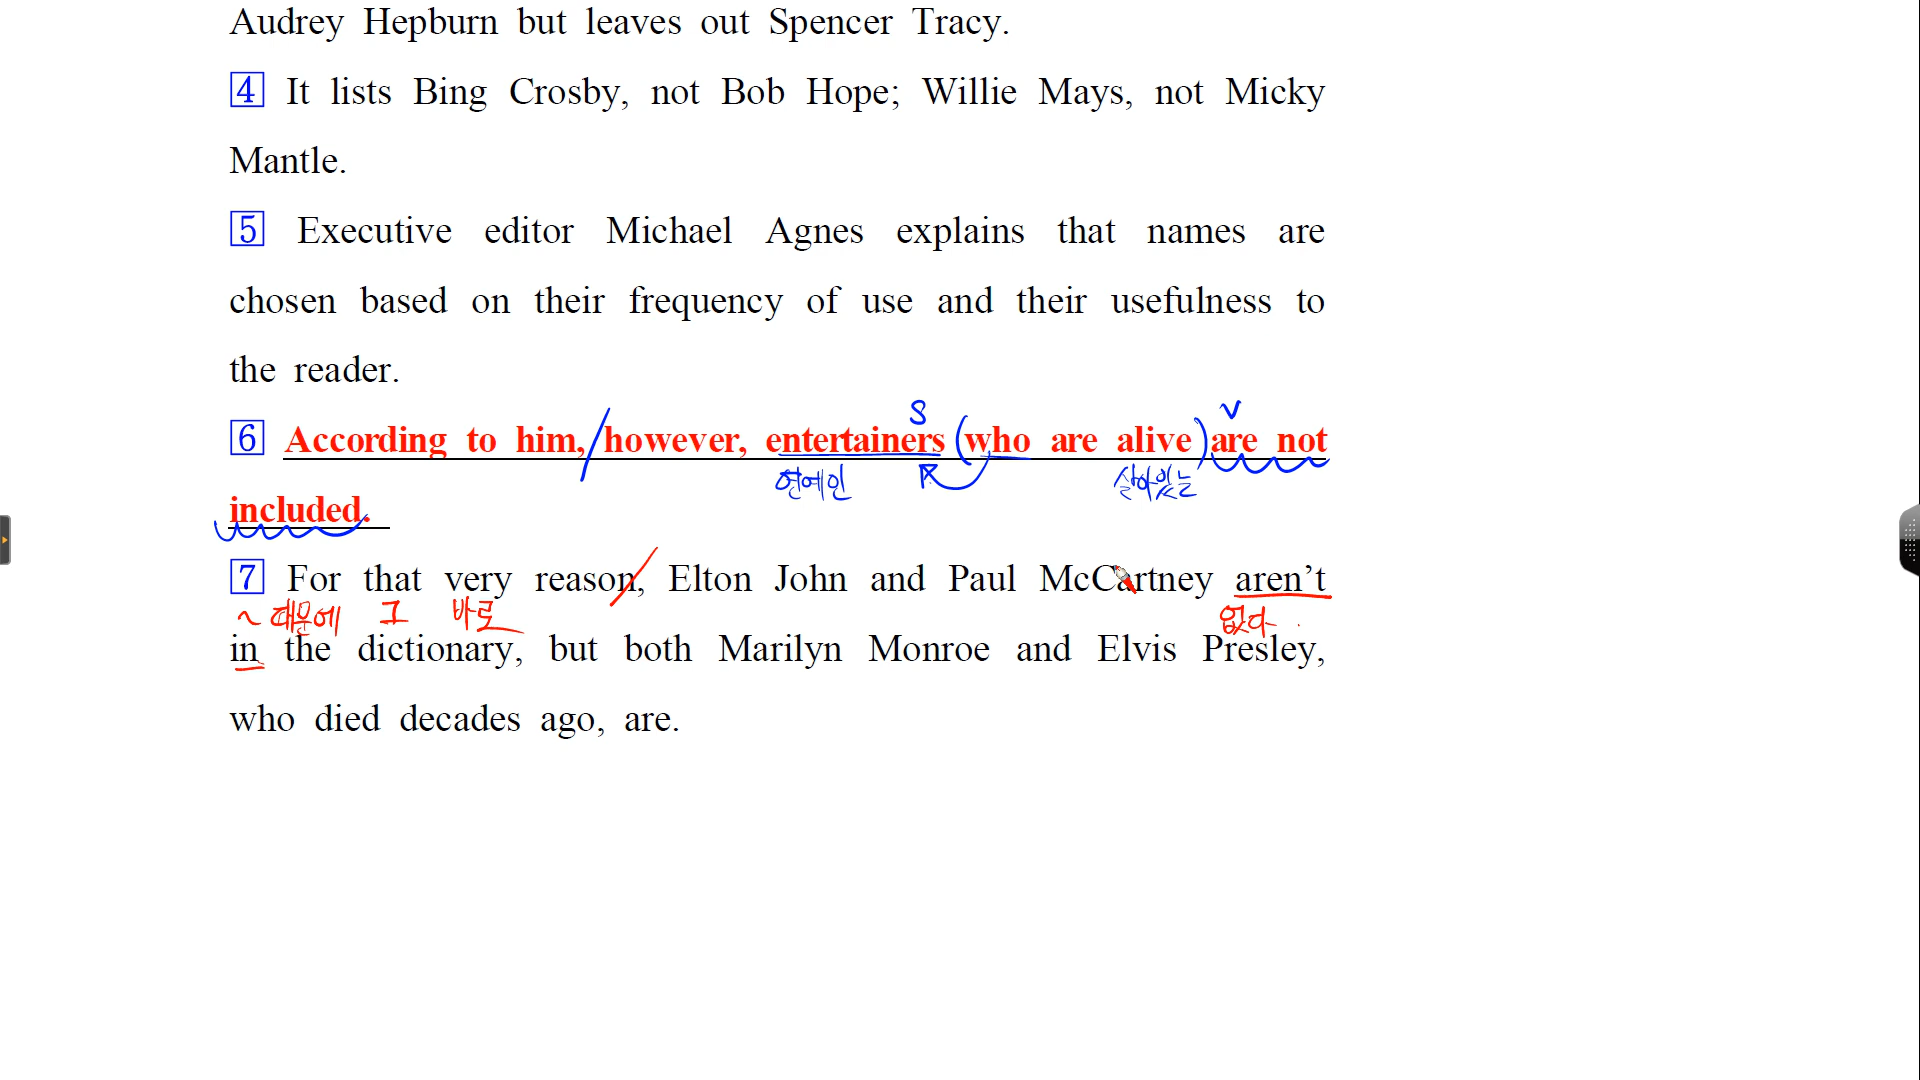 Audrey Hepburn but leaves out Spencer Tracy.
4 It lists Bing Crosby, not Bob Hope; Willie Mays, not Micky
Mantle.
5 Executive editor Michael Agnes explains that names are
chosen based on their frequency of use and their usefulness to
the reader.
S V
6 According to him, however, entertainers (who are alive) are not
연예인 살아있는
included.
7 For that very reason, Elton John and Paul McCartney aren’t
~때문에 그 바로 없다.
in the dictionary, but both Marilyn Monroe and Elvis Presley,
who died decades ago, are.